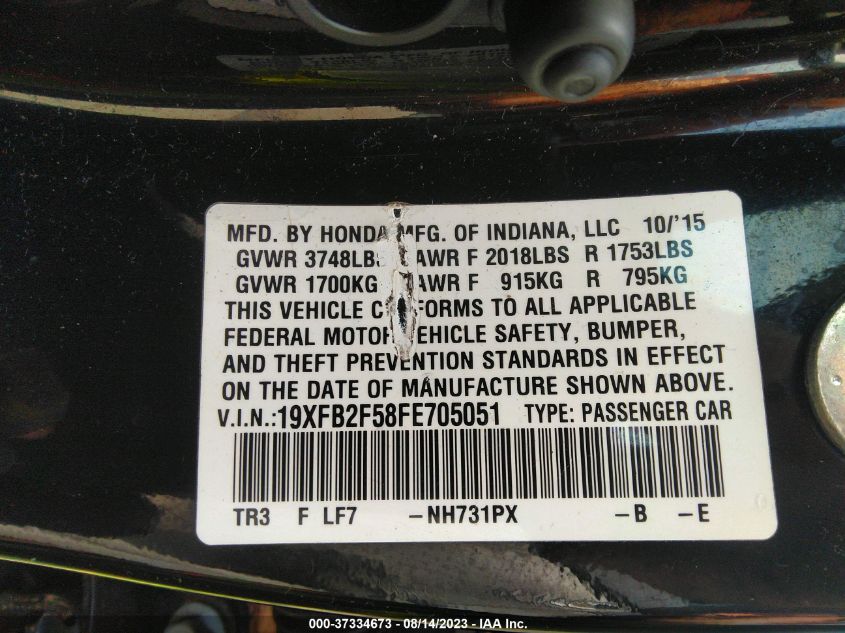 MFD. BY HONDA MFG. OF INDIANA, LLC 10/'15
GVWR 3748LBS GAWR F 2018LBS R 1753LBS
GVWR 1700KG GAWR F 915KG R 795KG
THIS VEHICLE CONFORMS TO ALL APPLICABLE
FEDERAL MOTOR VEHICLE SAFETY, BUMPER,
AND THEFT PREVENTION STANDARDS IN EFFECT
ON THE DATE OF MANUFACTURE SHOWN ABOVE.
V.I.N.:19XFB2F58FE705051 TYPE: PASSENGER CAR
TR3 F LF7 -NH731PX -B -E
000-37334673 - 08/14/2023 - IAA Inc.